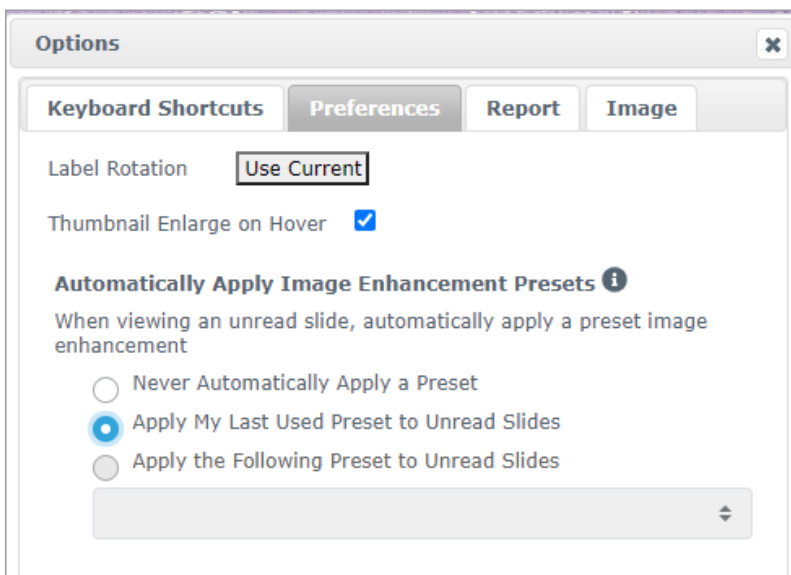 Options
Keyboard Shortcuts Preferences Report Image
Label Rotation Use Current
Thumbnail Enlarge on Hover
Automatically Apply Image Enhancement Presets
When viewing an unread slide, automatically apply a preset image
enhancement
Never Automatically Apply a Preset
Apply My Last Used Preset to Unread Slides
Apply the Following Preset to Unread Slides